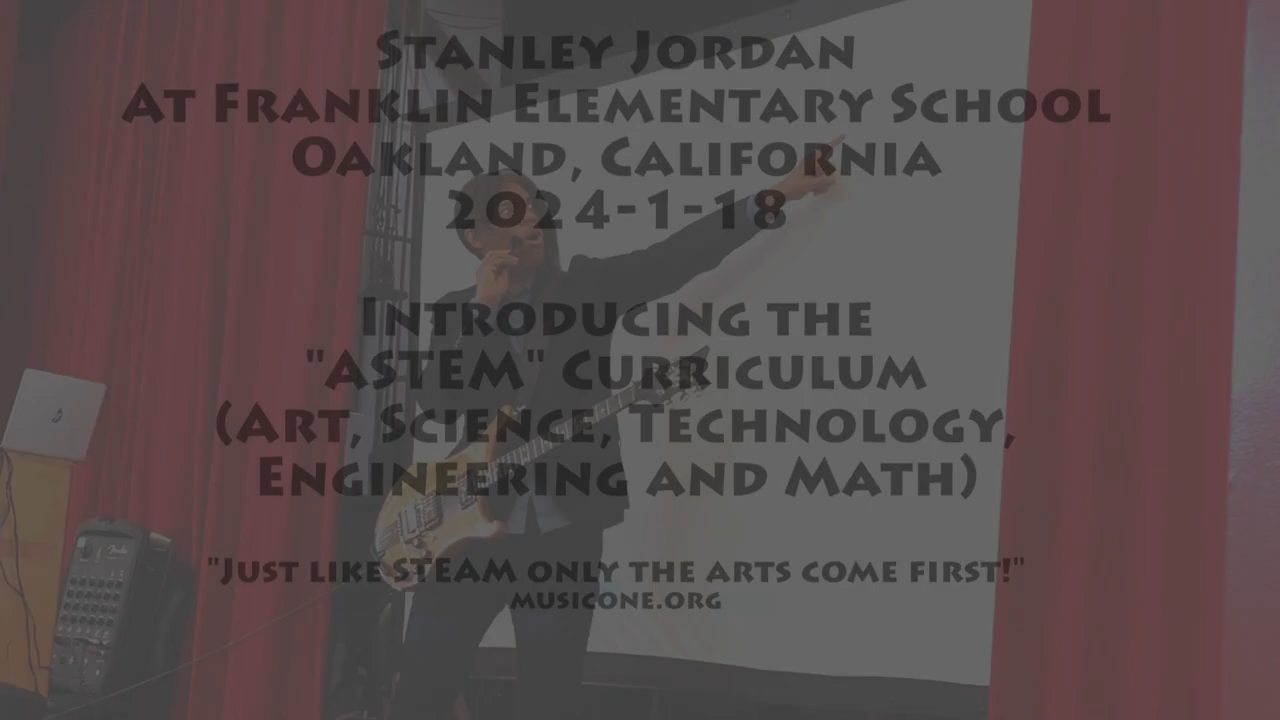 Stanley Jordan
At Franklin Elementary School
Oakland, California
2024-1-18
Introducing the
"ASTEM" Curriculum
(Art, Science, Technology,
Engineering and Math)
"Just like STEAM only the arts come first!"
musicone.org
Fender